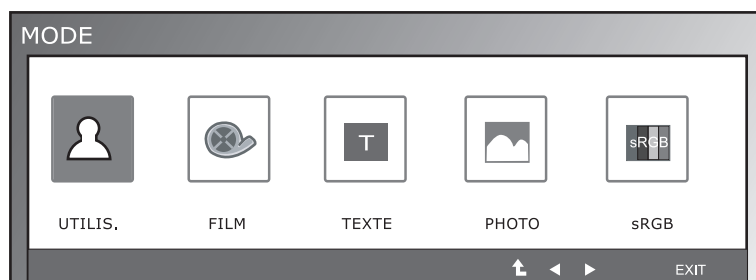 MODE
T
sRGB
UTILIS. FILM TEXTE PHOTO sRGB
EXIT